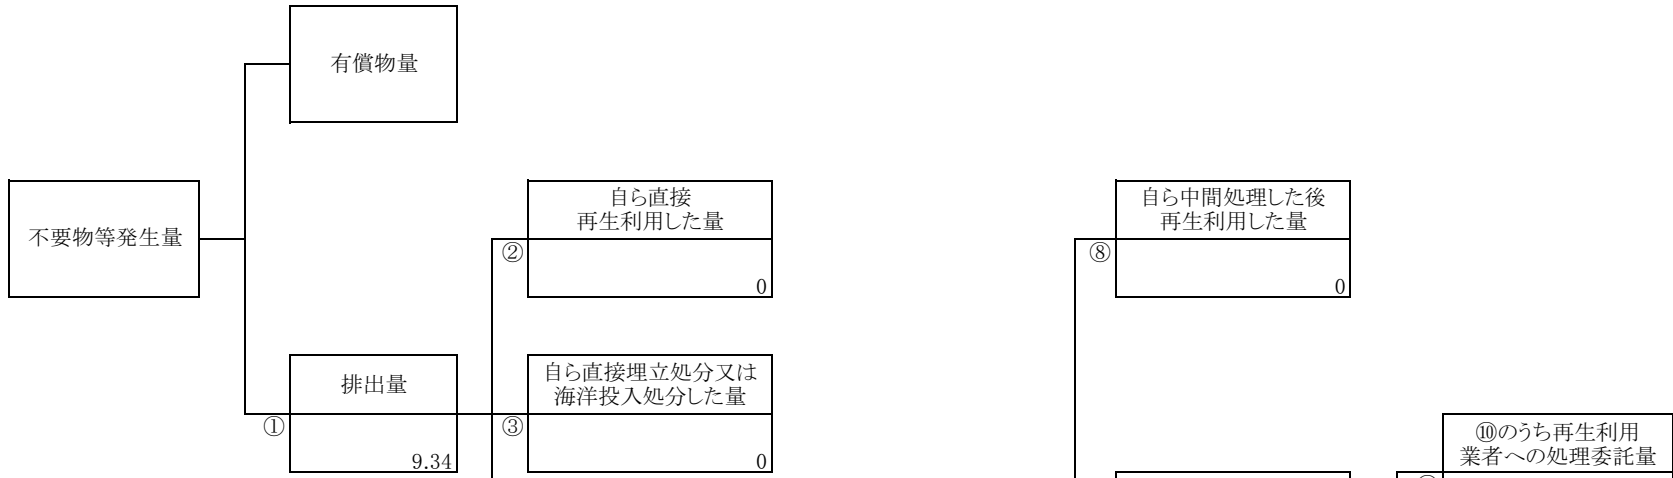 有償物量
不要物等発生量
自ら直接
再生利用した量
②
0
自ら中間処理した後
再生利用した量
⑧
0
排出量
①
9.34
自ら直接埋立処分又は
海洋投入処分した量
③
0
⑩のうち再生利用
業者への処理委託量